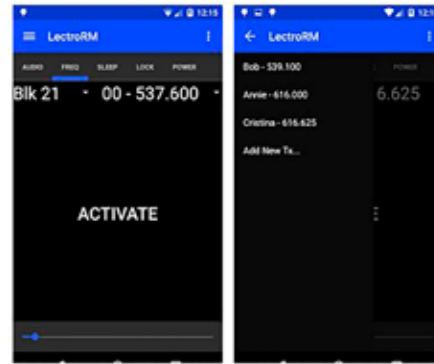 12:15
LectroRM
AUDIO FREQ SLEEP LOCK POWER
Blk 21 00 - 537.600
ACTIVATE
12:15
LectroRM
Bob - 539.100
POWER
Annie - 616.000
6.625
Cristina - 616.625
Add New Tx...